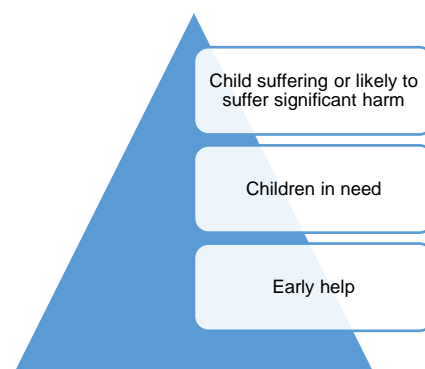 Child suffering or likely to
suffer significant harm
Children in need
Early help